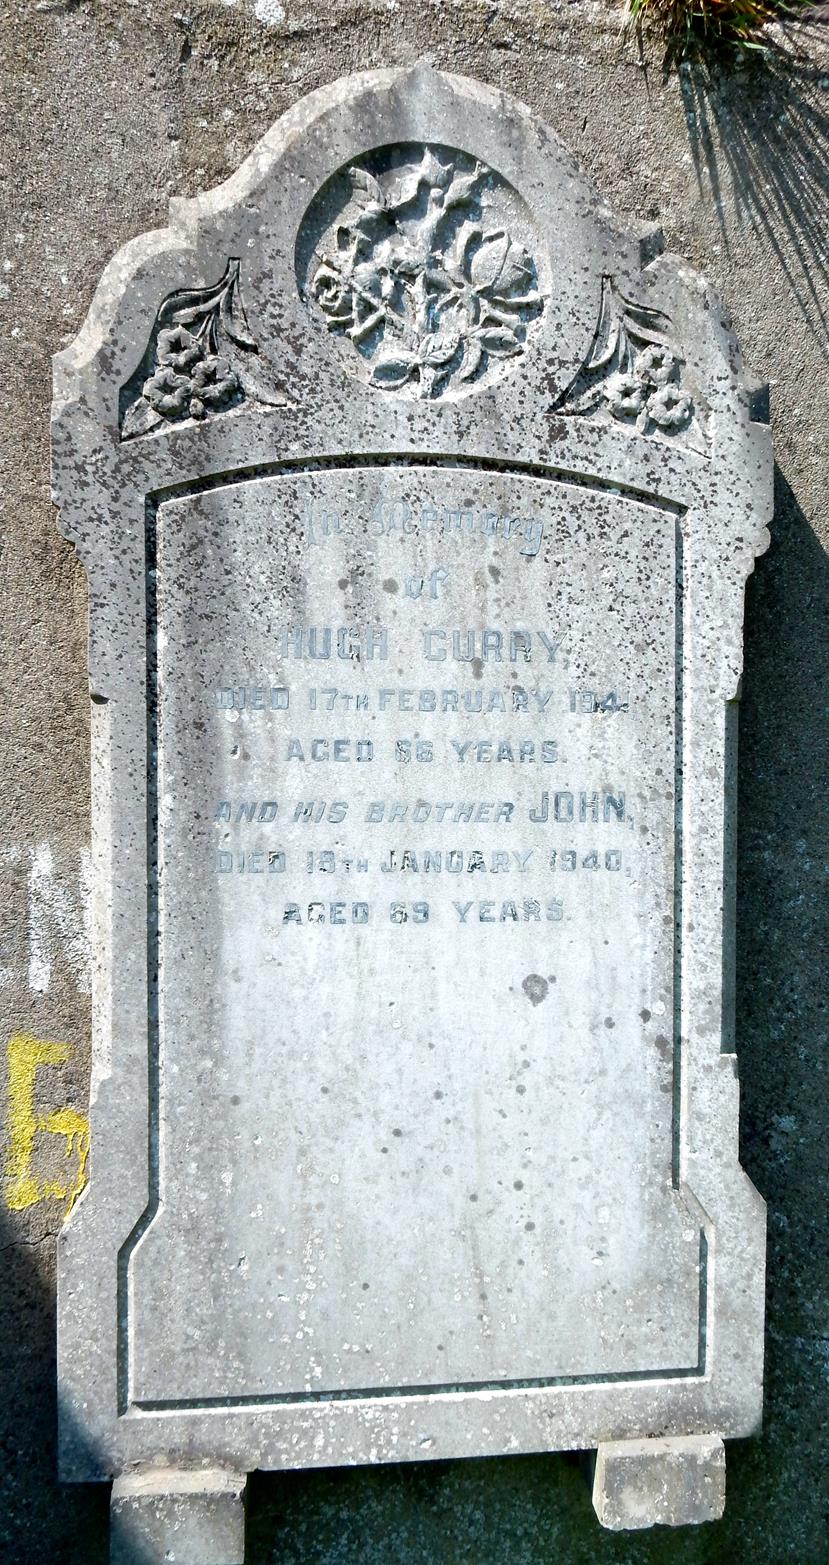 In Memory
of
HUGH CURRY,
DIED 17TH FEBRUARY
AGED 66 YEARS.
AND HIS BROTHER JOHN,
DIED 18TH JANUARY 1940,
AGED 69 YEARS.